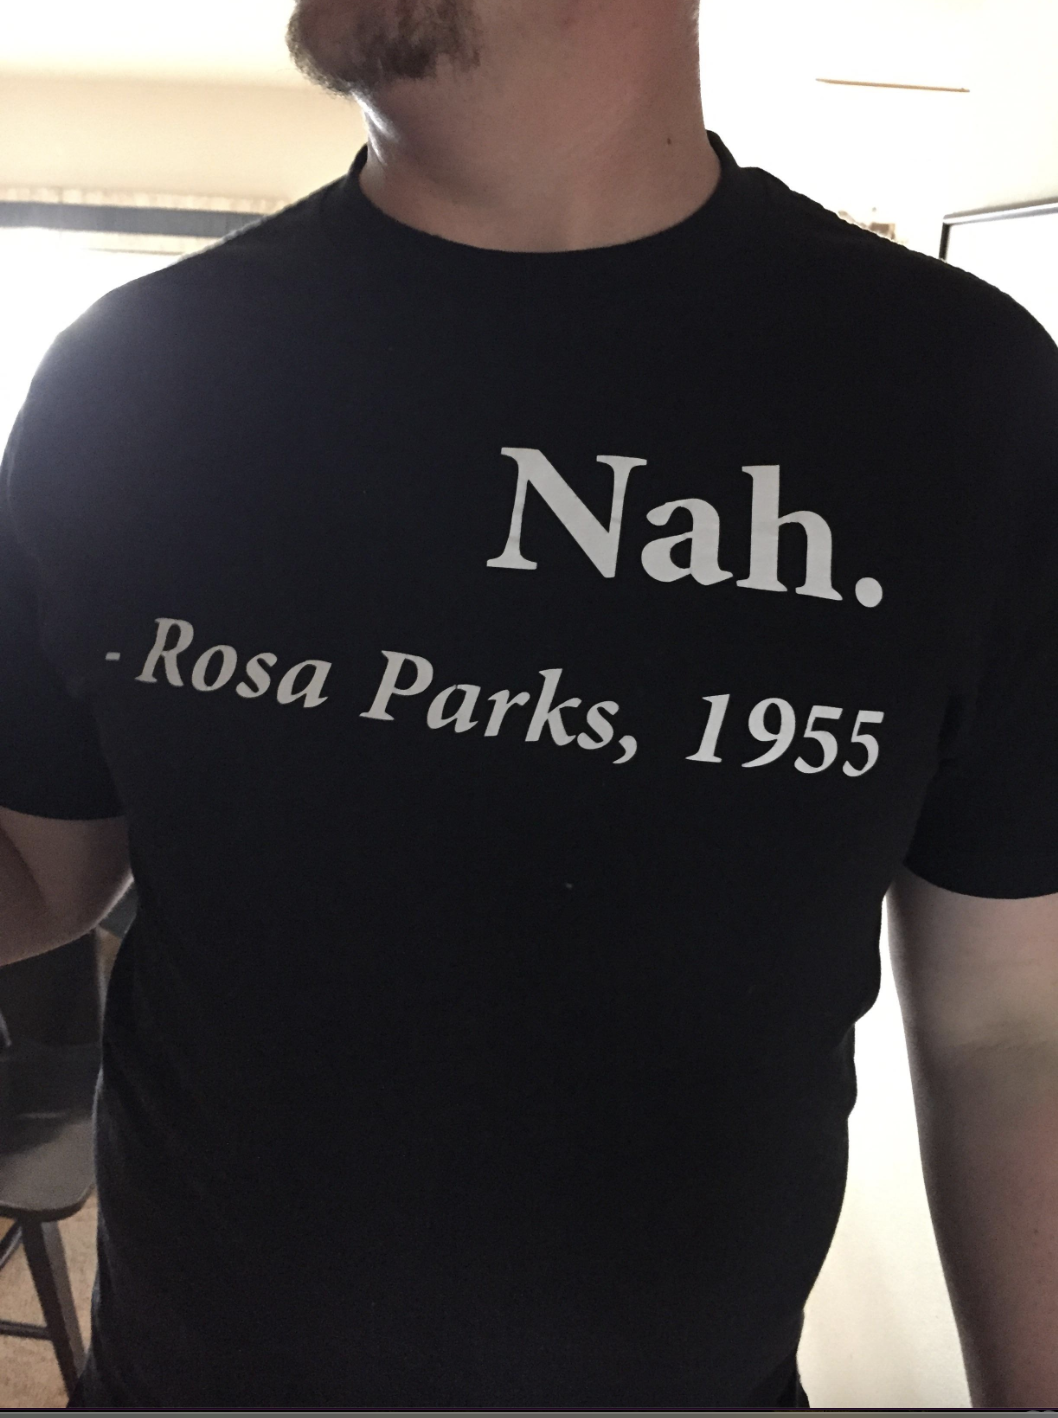 Nah.
- Rosa Parks, 1955